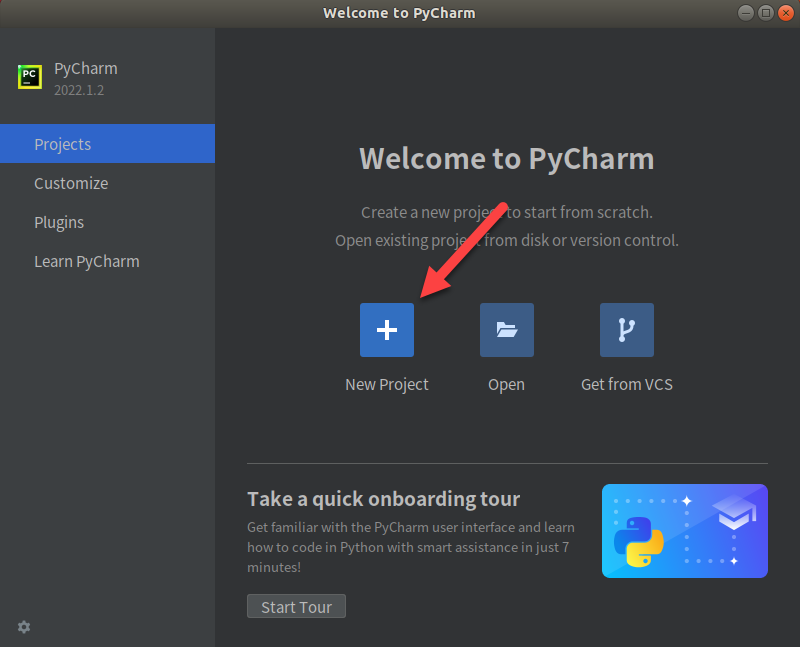 Welcome to PyCharm
PC
PyCharm
2022.1.2
Projects
Customize
Plugins
Learn PyCharm
Welcome to PyCharm
Create a new project to start from scratch.
Open existing project from disk or version control.
New Project
Open
Get from VCS
Take a quick onboarding tour
Get familiar with the PyCharm user interface and learn
how to code in Python with smart assistance in just 7
minutes!
Start Tour